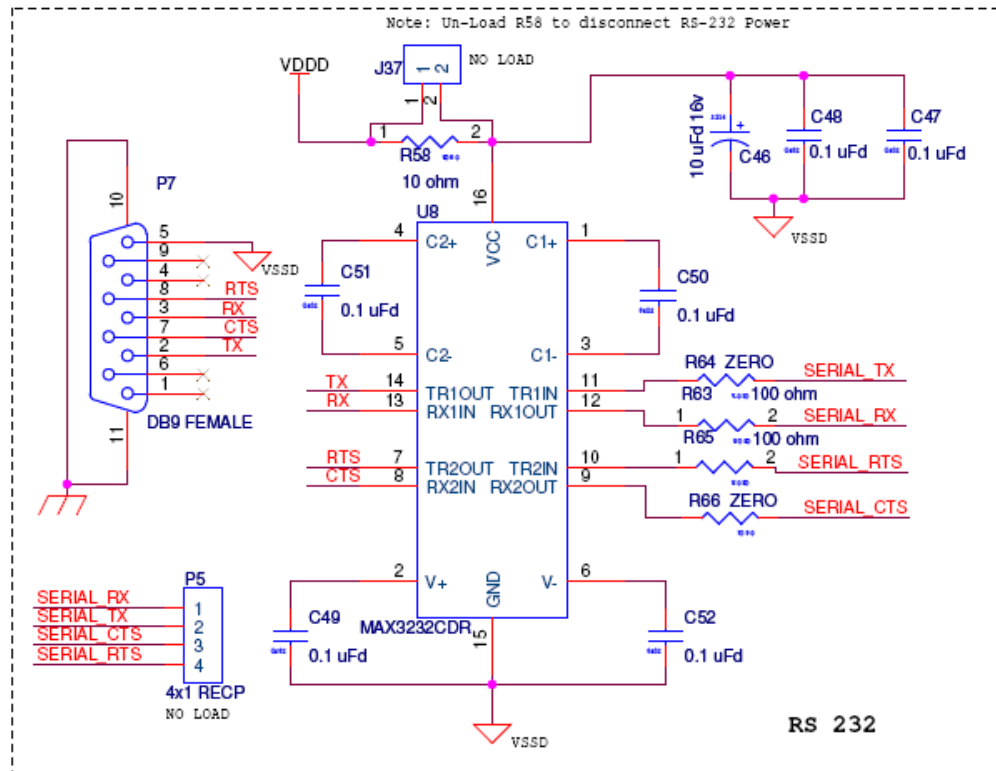 Note: Un-Load R58 to disconnect RS-232 Power
VDDD
J37
NO LOAD
1 2
1 2
1 2
R58
10 ohm
10 uFd 16v
C46
C48
0.1 uFd
C47
0.1 uFd
VSSD
P7
10
5
9
4
8
3
7
2
6
1
11
VSSD
RTS
RX
CTS
TX
DB9 FEMALE
U8
16
VCC
4 C2+ C1+ 1
C51
0.1 uFd
C50
0.1 uFd
5 C2- C1- 3
TX 14 TR1OUT TR1IN 11
R64 ZERO SERIAL_TX
RX 13 RX1IN RX1OUT 12
R63 100 ohm
1 2 SERIAL_RX
R65 100 ohm
RTS 7 TR2OUT TR2IN 10
1 2 SERIAL_RTS
CTS 8 RX2IN RX2OUT 9
R66 ZERO SERIAL_CTS
2 V+ V- 6
GND
15
MAX3232CDR
C49
0.1 uFd
C52
0.1 uFd
VSSD
P5
SERIAL_RX 1
SERIAL_TX 2
SERIAL_CTS 3
SERIAL_RTS 4
4x1 RECP
NO LOAD
RS 232